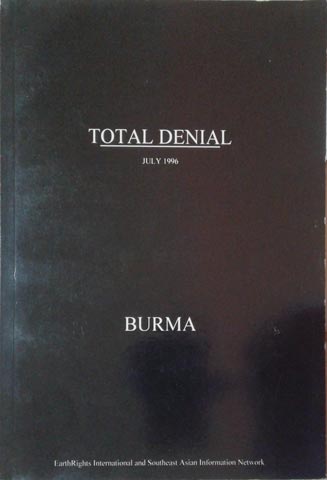 TOTAL DENIAL
JULY 1996
BURMA
EarthRights International and Southeast Asian Information Network